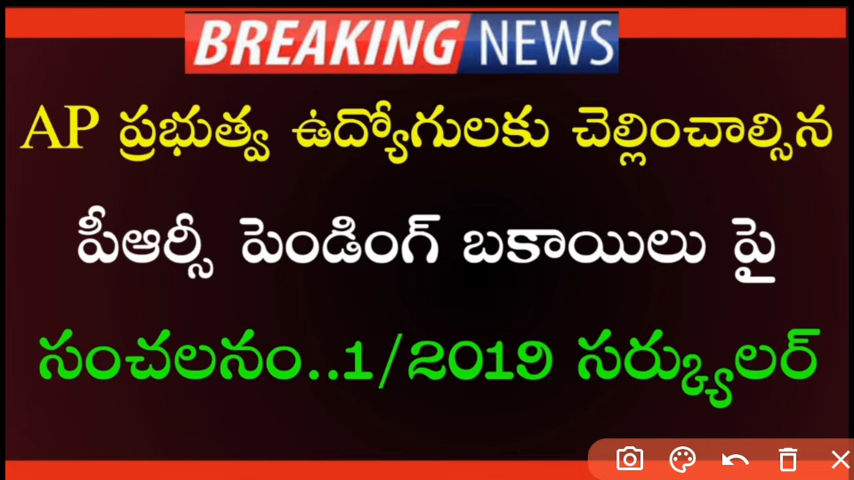 BREAKING NEWS
AP ప్రభుత్వ ఉద్యోగులకు చెల్లించాల్సిన
పీఆర్సీ పెండింగ్ బకాయిలు పై
సంచలనం..1/2019 సర్క్యులర్